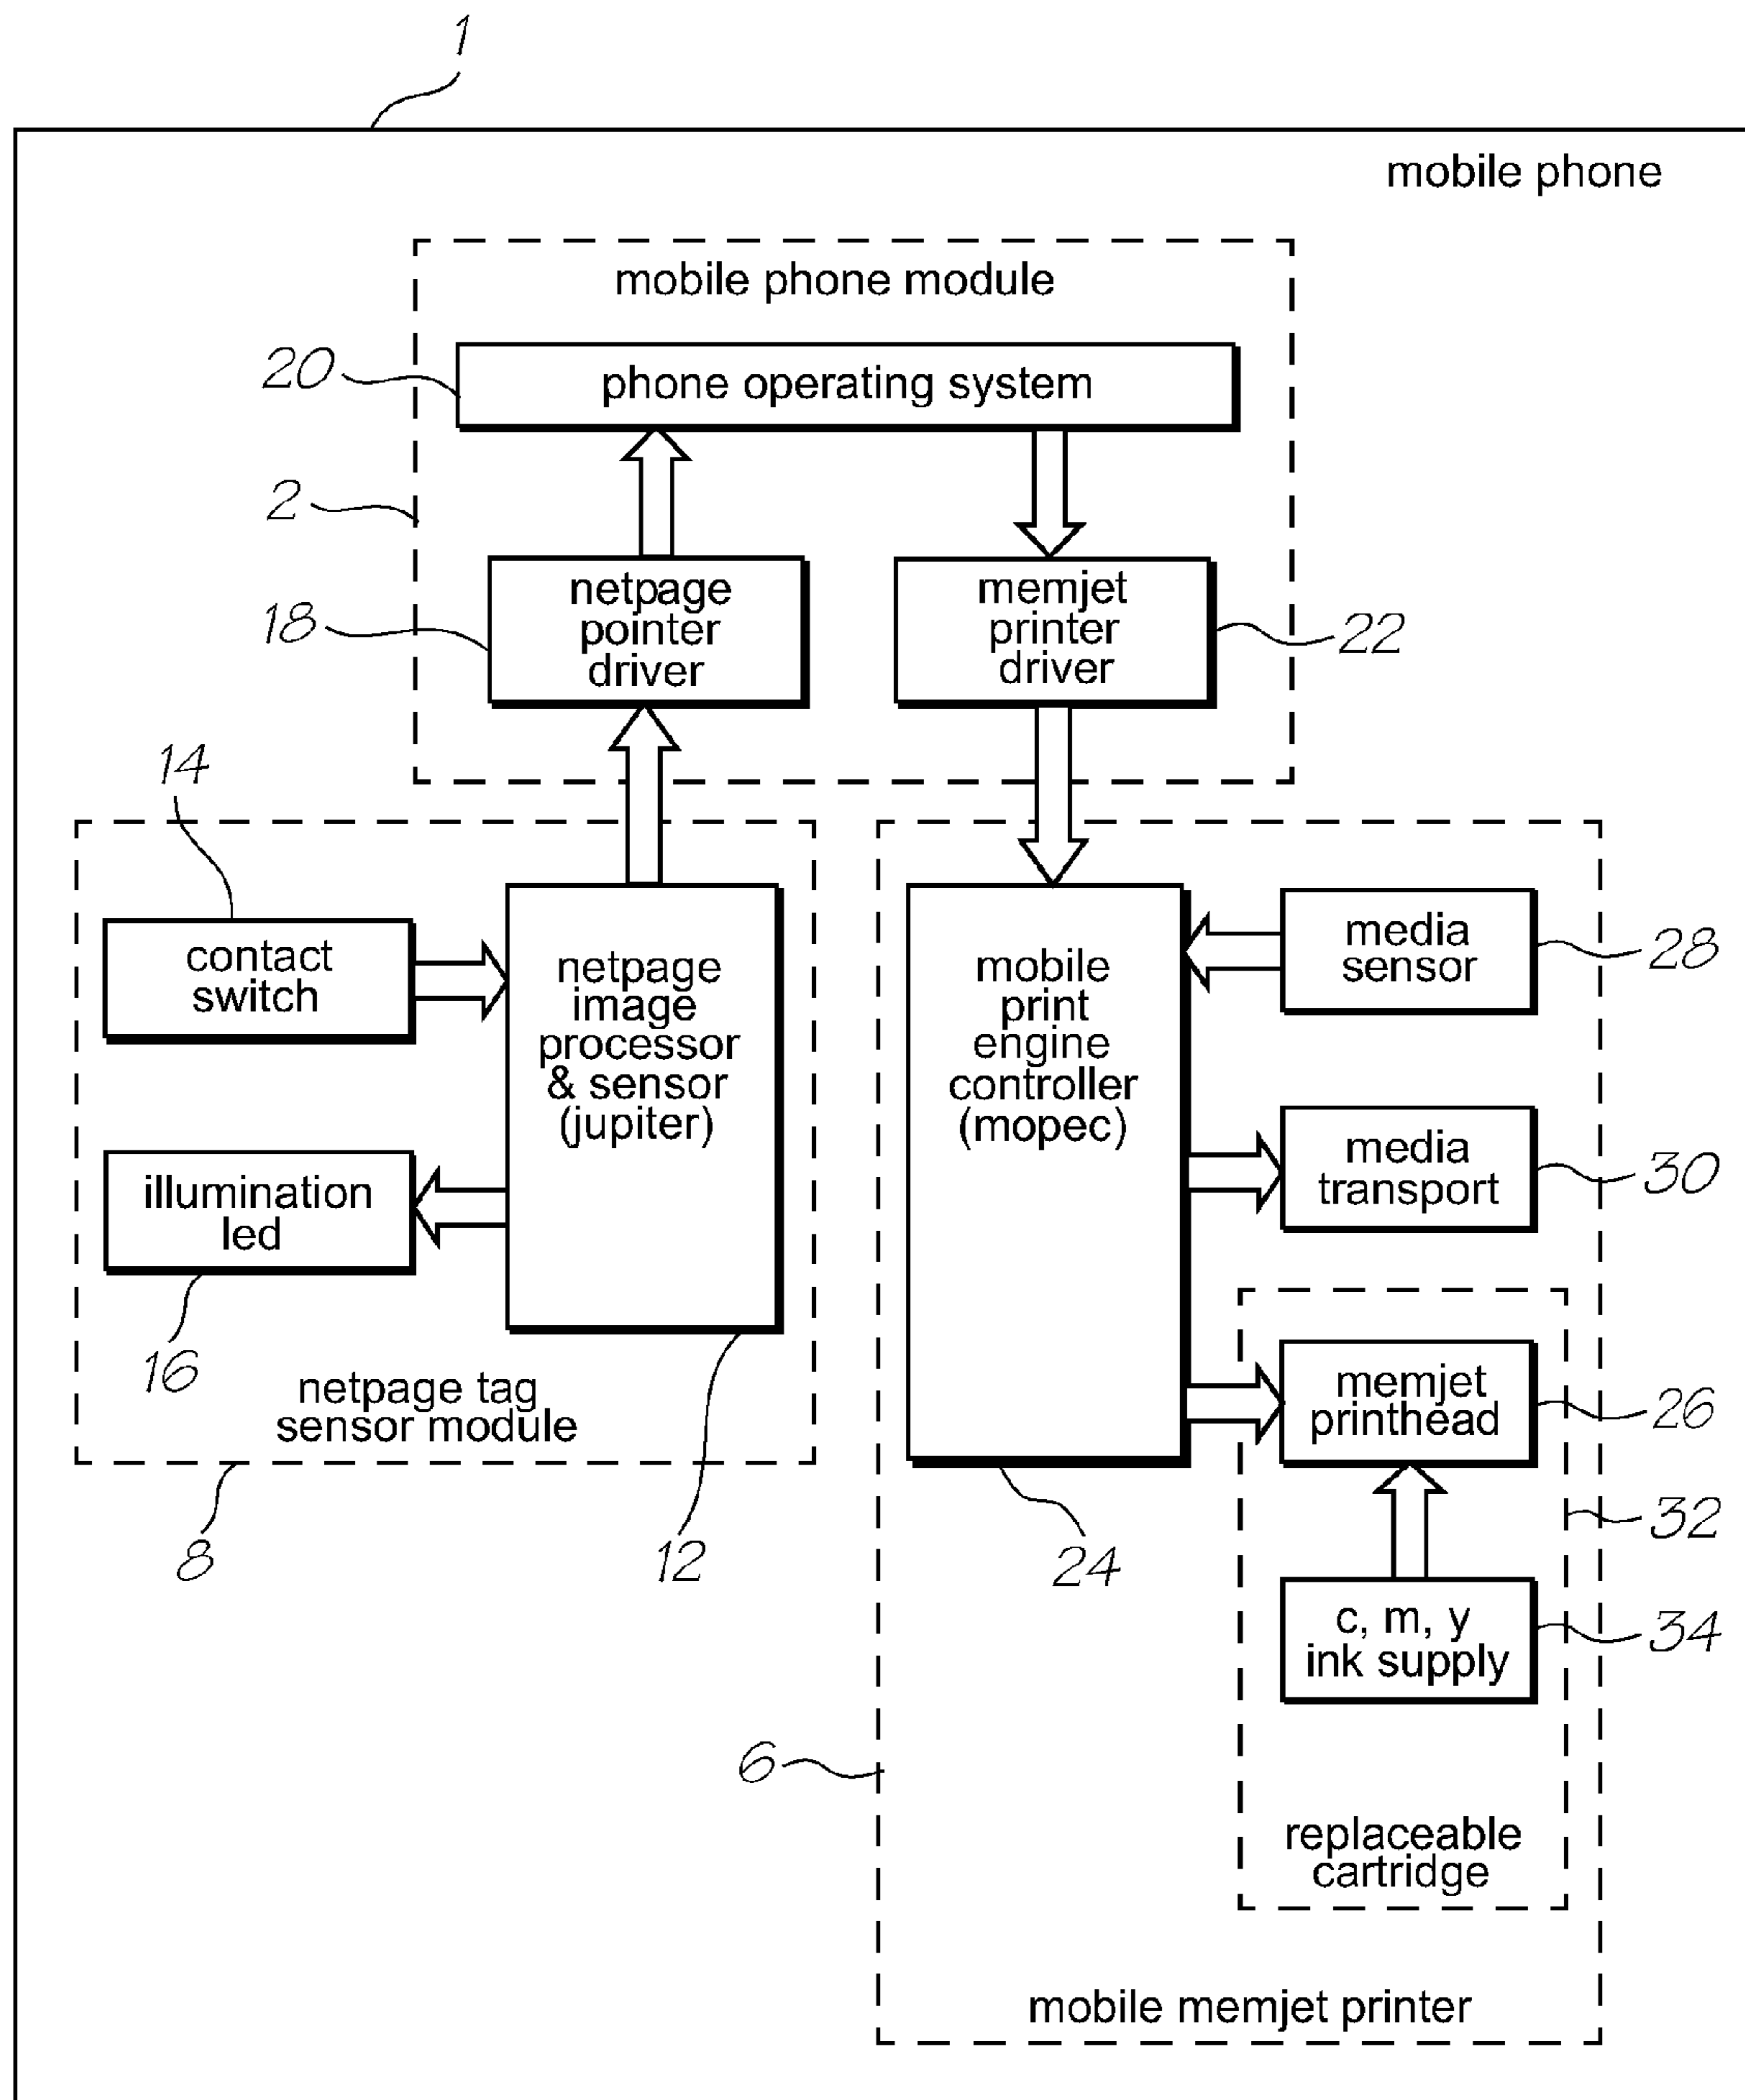 1
mobile phone
mobile phone module
20
phone operating system
2
netpage
pointer
driver
18
memjet
printer
driver
22
14
contact
switch
netpage
image
processor
& sensor
(jupiter)
illumination
led
16
netpage tag
sensor module
8
12
mobile
print
engine
controller
(mopec)
24
media
sensor
28
media
transport
30
memjet
printhead
26
32
c, m, y
ink supply
34
6
replaceable
cartridge
mobile memjet printer